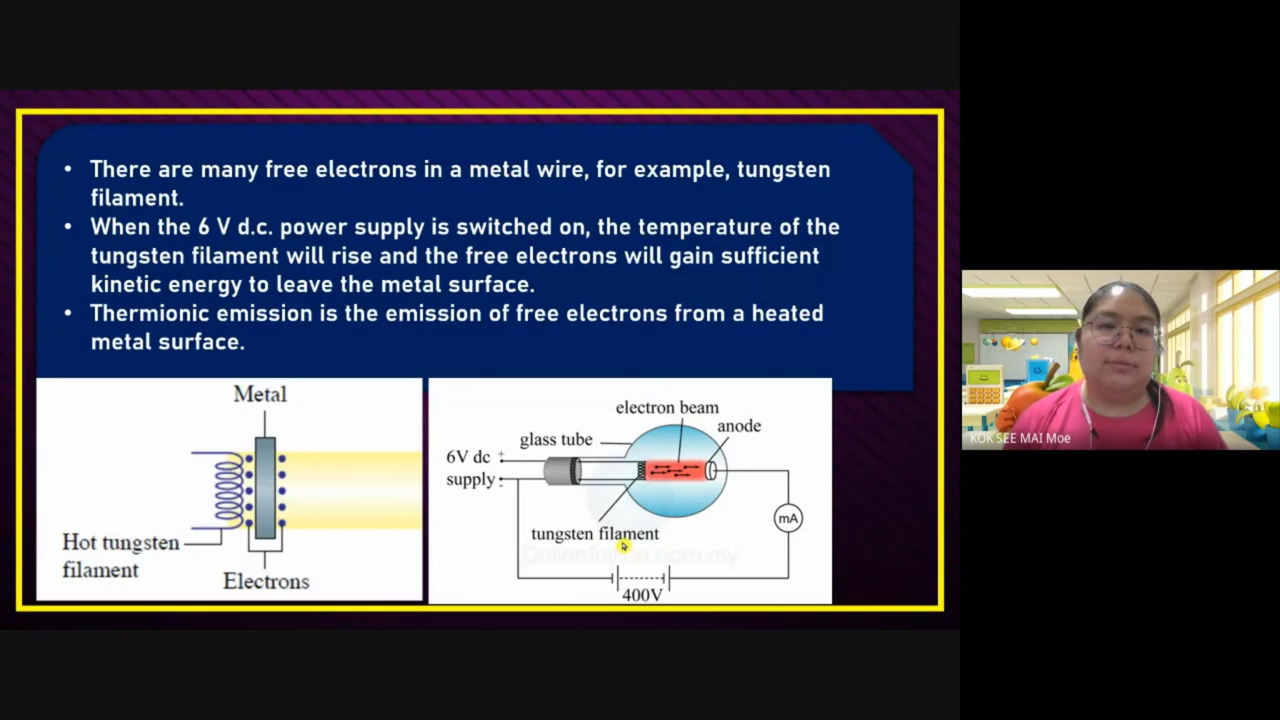 • There are many free electrons in a metal wire, for example, tungsten
filament.
• When the 6 V d.c. power supply is switched on, the temperature of the
tungsten filament will rise and the free electrons will gain sufficient
kinetic energy to leave the metal surface.
• Thermionic emission is the emission of free electrons from a heated
metal surface.
Metal
Hot tungsten
filament
Electrons
electron beam
anode
glass tube
6V dc +
supply -
tungsten filament
mA
OnlineTuition.com.my
400V
KOK SEE MAI Moe